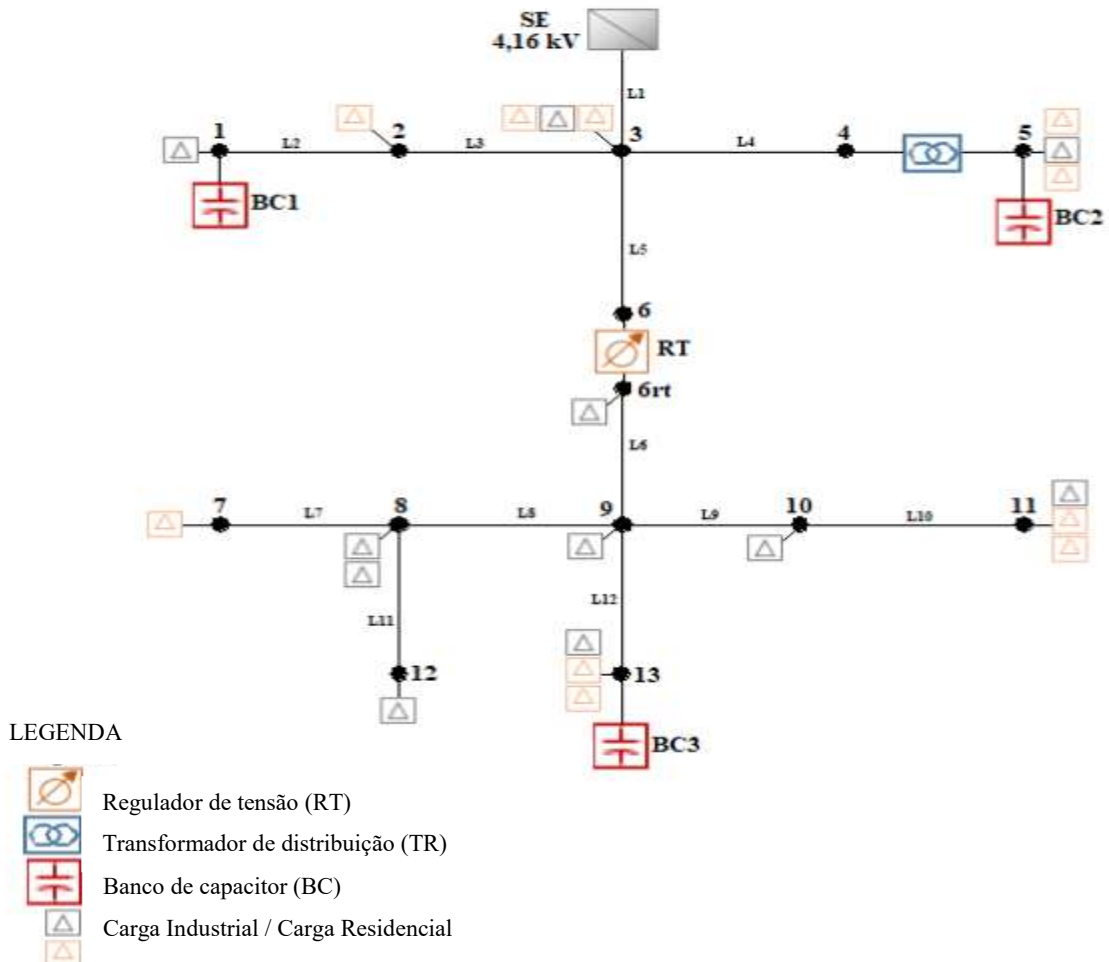 SE
4,16 kV
L1
1
L2
2
L3
3
L4
4
5
BC1
BC2
L5
6
RT
6rt
L6
7
L7
8
L8
9
L9
10
L10
11
L11
L12
12
13
BC3
LEGENDA
Regulador de tensão (RT)
Transformador de distribuição (TR)
Banco de capacitor (BC)
Carga Industrial / Carga Residencial